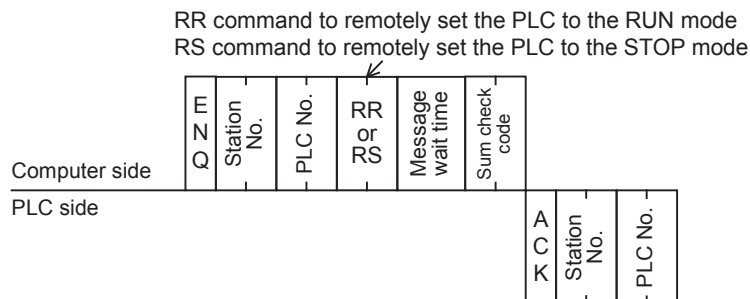 RR command to remotely set the PLC to the RUN mode
RS command to remotely set the PLC to the STOP mode
E
N
Q
Station
No.
PLC No.
RR
or
RS
Message
wait time
Sum check
code
Computer side
PLC side
A
C
K
Station
No.
PLC No.